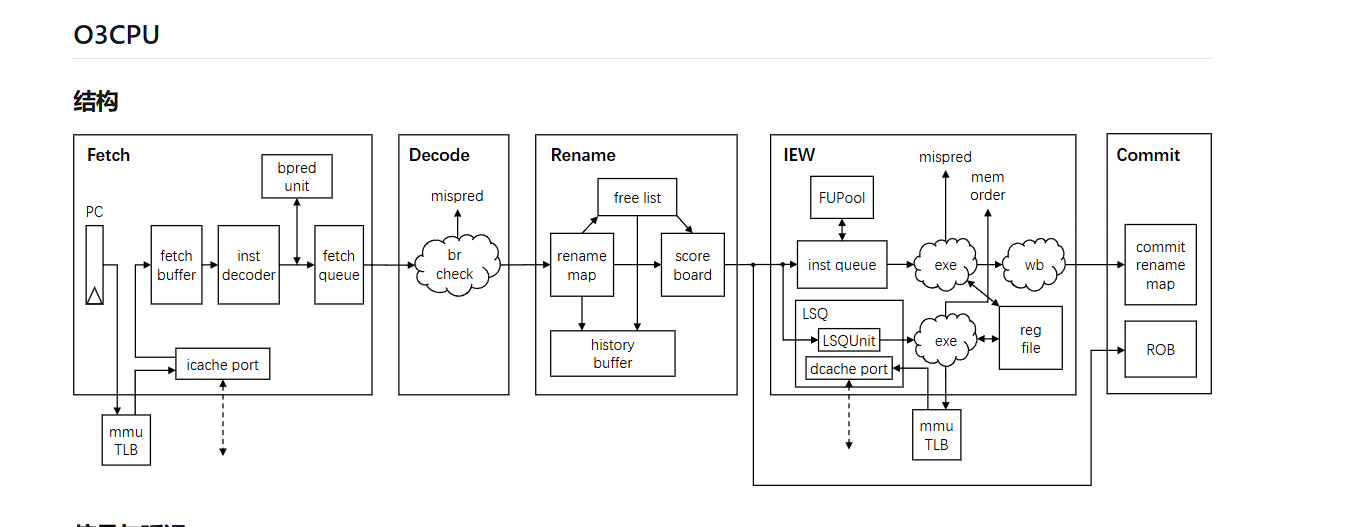 O3CPU
结构
Fetch
bpred
unit
PC
fetch
buffer
inst
decoder
fetch
queue
icache port
mmu
TLB
Decode
mispred
br
check
Rename
free list
rename
map
score
board
history
buffer
IEW
mispred
mem
order
FUPool
inst queue
exe
wb
LSQ
LSQUnit
dcache port
exe
reg
file
mmu
TLB
Commit
commit
rename
map
ROB